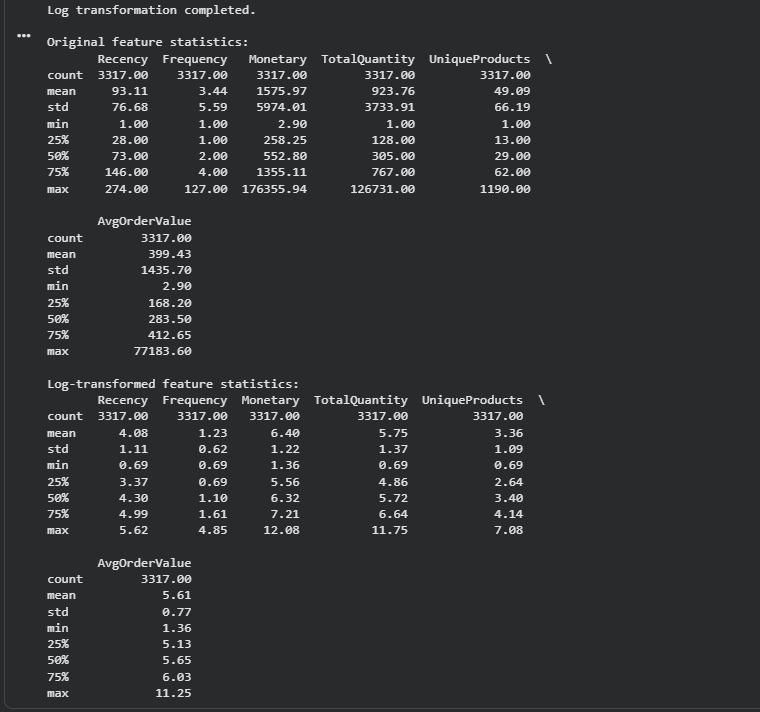 Log transformation completed.
Original feature statistics:
Recency Frequency Monetary TotalQuantity UniqueProducts \
count 3317.00 3317.00 3317.00 3317.00 3317.00
mean 93.11 3.44 1575.97 923.76 49.09
std 76.68 5.59 5974.01 3733.91 66.19
min 1.00 1.00 2.90 1.00 1.00
25% 28.00 1.00 258.25 128.00 13.00
50% 73.00 2.00 552.80 305.00 29.00
75% 146.00 4.00 1355.11 767.00 62.00
max 274.00 127.00 176355.94 126731.00 1190.00
AvgOrderValue
count 3317.00
mean 399.43
std 1435.70
min 2.90
25% 168.20
50% 283.50
75% 412.65
max 77183.60
Log-transformed feature statistics:
Recency Frequency Monetary TotalQuantity UniqueProducts \
count 3317.00 3317.00 3317.00 3317.00 3317.00
mean 4.08 1.23 6.40 5.75 3.36
std 1.11 0.62 1.22 1.37 1.09
min 0.69 0.69 1.36 0.69 0.69
25% 3.37 0.69 5.56 4.86 2.64
50% 4.30 1.10 6.32 5.72 3.40
75% 4.99 1.61 7.21 6.64 4.14
max 5.62 4.85 12.08 11.75 7.08
AvgOrderValue
count 3317.00
mean 5.61
std 0.77
min 1.36
25% 5.13
50% 5.65
75% 6.03
max 11.25